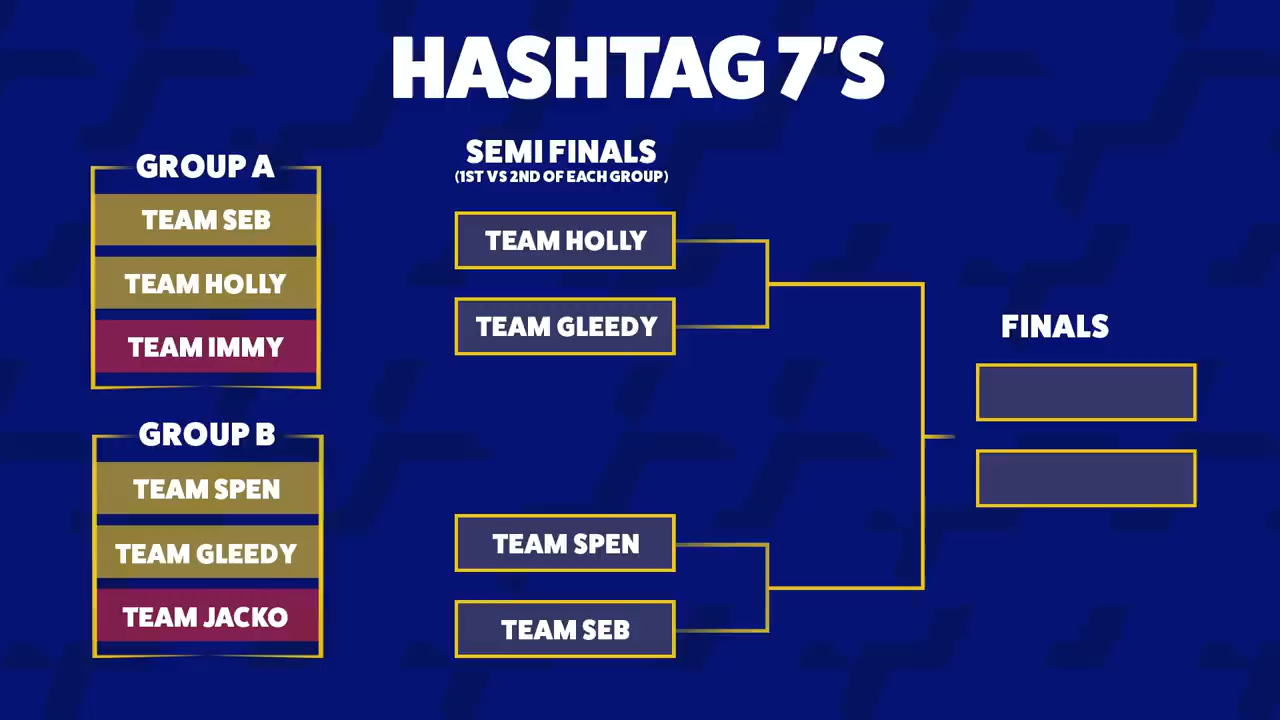 HASHTAG 7'S
GROUP A
TEAM SEB
TEAM HOLLY
TEAM IMMY
GROUP B
TEAM SPEN
TEAM GLEEDY
TEAM JACKO
SEMI FINALS
(1ST VS 2ND OF EACH GROUP)
TEAM HOLLY
TEAM GLEEDY
TEAM SPEN
TEAM SEB
FINALS